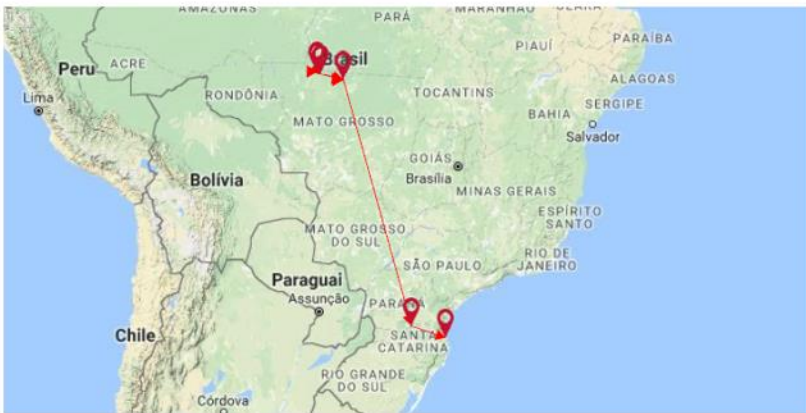 AMAZONAS
PARÁ
MARANHÃO
PARAÍBA
PIAUÍ
Brasil
ACRE
Peru
ALAGOAS
RONDÔNIA
TOCANTINS
SERGIPE
Lima
BAHIA
MATO GROSSO
Salvador
GOIÁS
Brasília
Bolívia
MINAS GERAIS
ESPÍRITO
SANTO
MATO GROSSO
DO SUL
RIO DE
JANEIRO
SÃO PAULO
Paraguai
Assunção
PARANÁ
Chile
SANTA
CATARINA
RIO GRANDE
DO SUL
Córdova